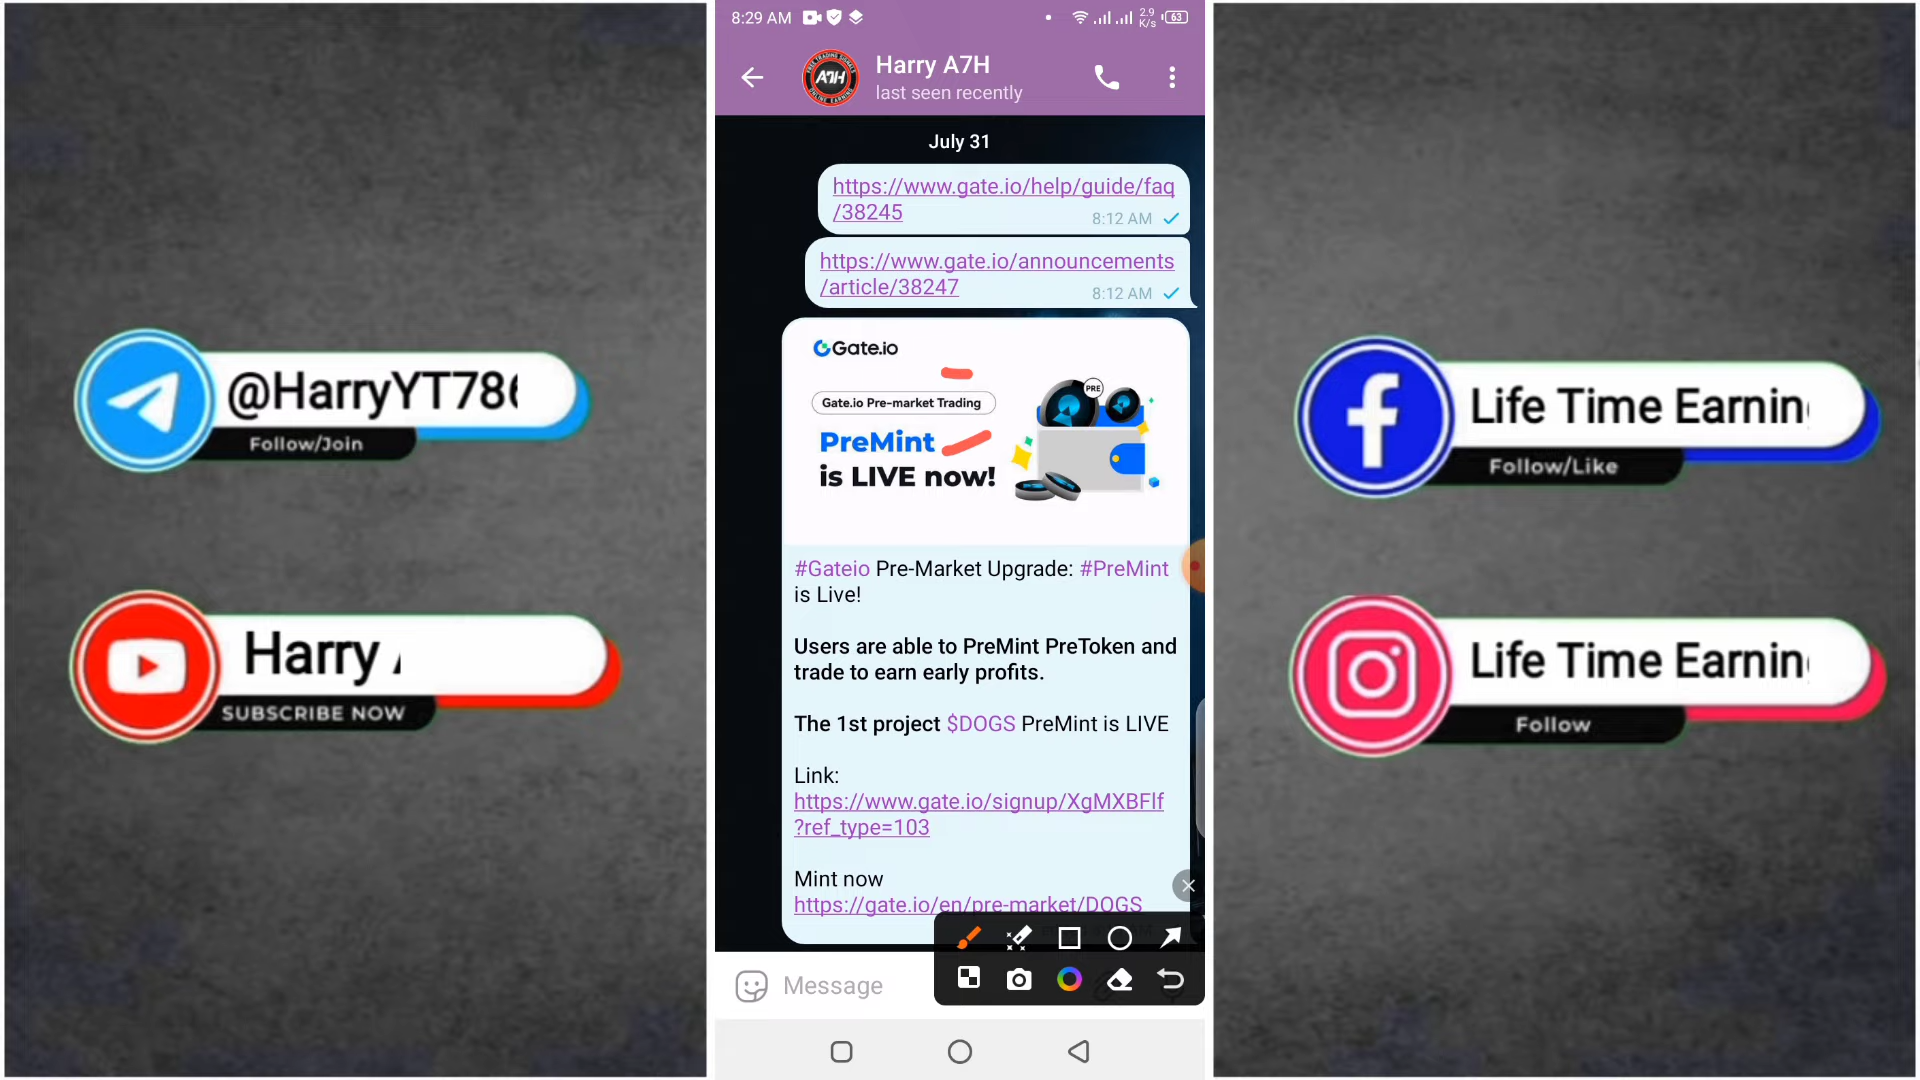 8:29 AM
2.9
K/s
63
Harry A7H
last seen recently
A7H
July 31
https://www.gate.io/help/guide/faq
/38245
8:12 AM
https://www.gate.io/announcements
/article/38247
8:12 AM
Gate.io
Gate.io Pre-market Trading
PRE
PreMint
is LIVE now!
#Gateio Pre-Market Upgrade: #PreMint
is Live!
Users are able to PreMint PreToken and
trade to earn early profits.
The 1st project $DOGS PreMint is LIVE
Link:
https://www.gate.io/signup/XgMXBFlf
?ref_type=103
Mint now
https://gate.io/en/pre-market/DOGS
Message
@HarryYT786
Follow/Join
Harry
SUBSCRIBE NOW
Life Time Earnin
Follow/Like
Life Time Earnin
Follow